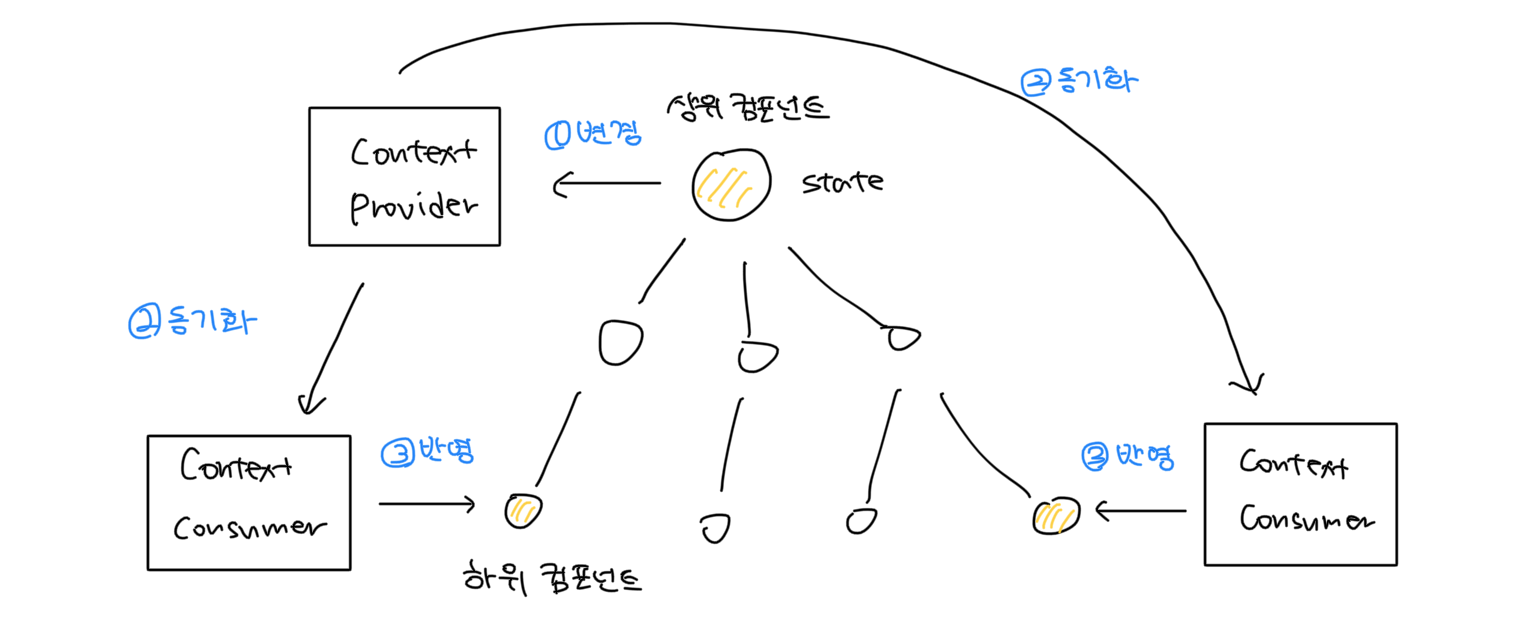 ②동기화
상위 컴포넌트
①변경
Context
Provider
state
②동기화
③반영
③반영
Context
Consumer
Context
Consumer
하위 컴포넌트